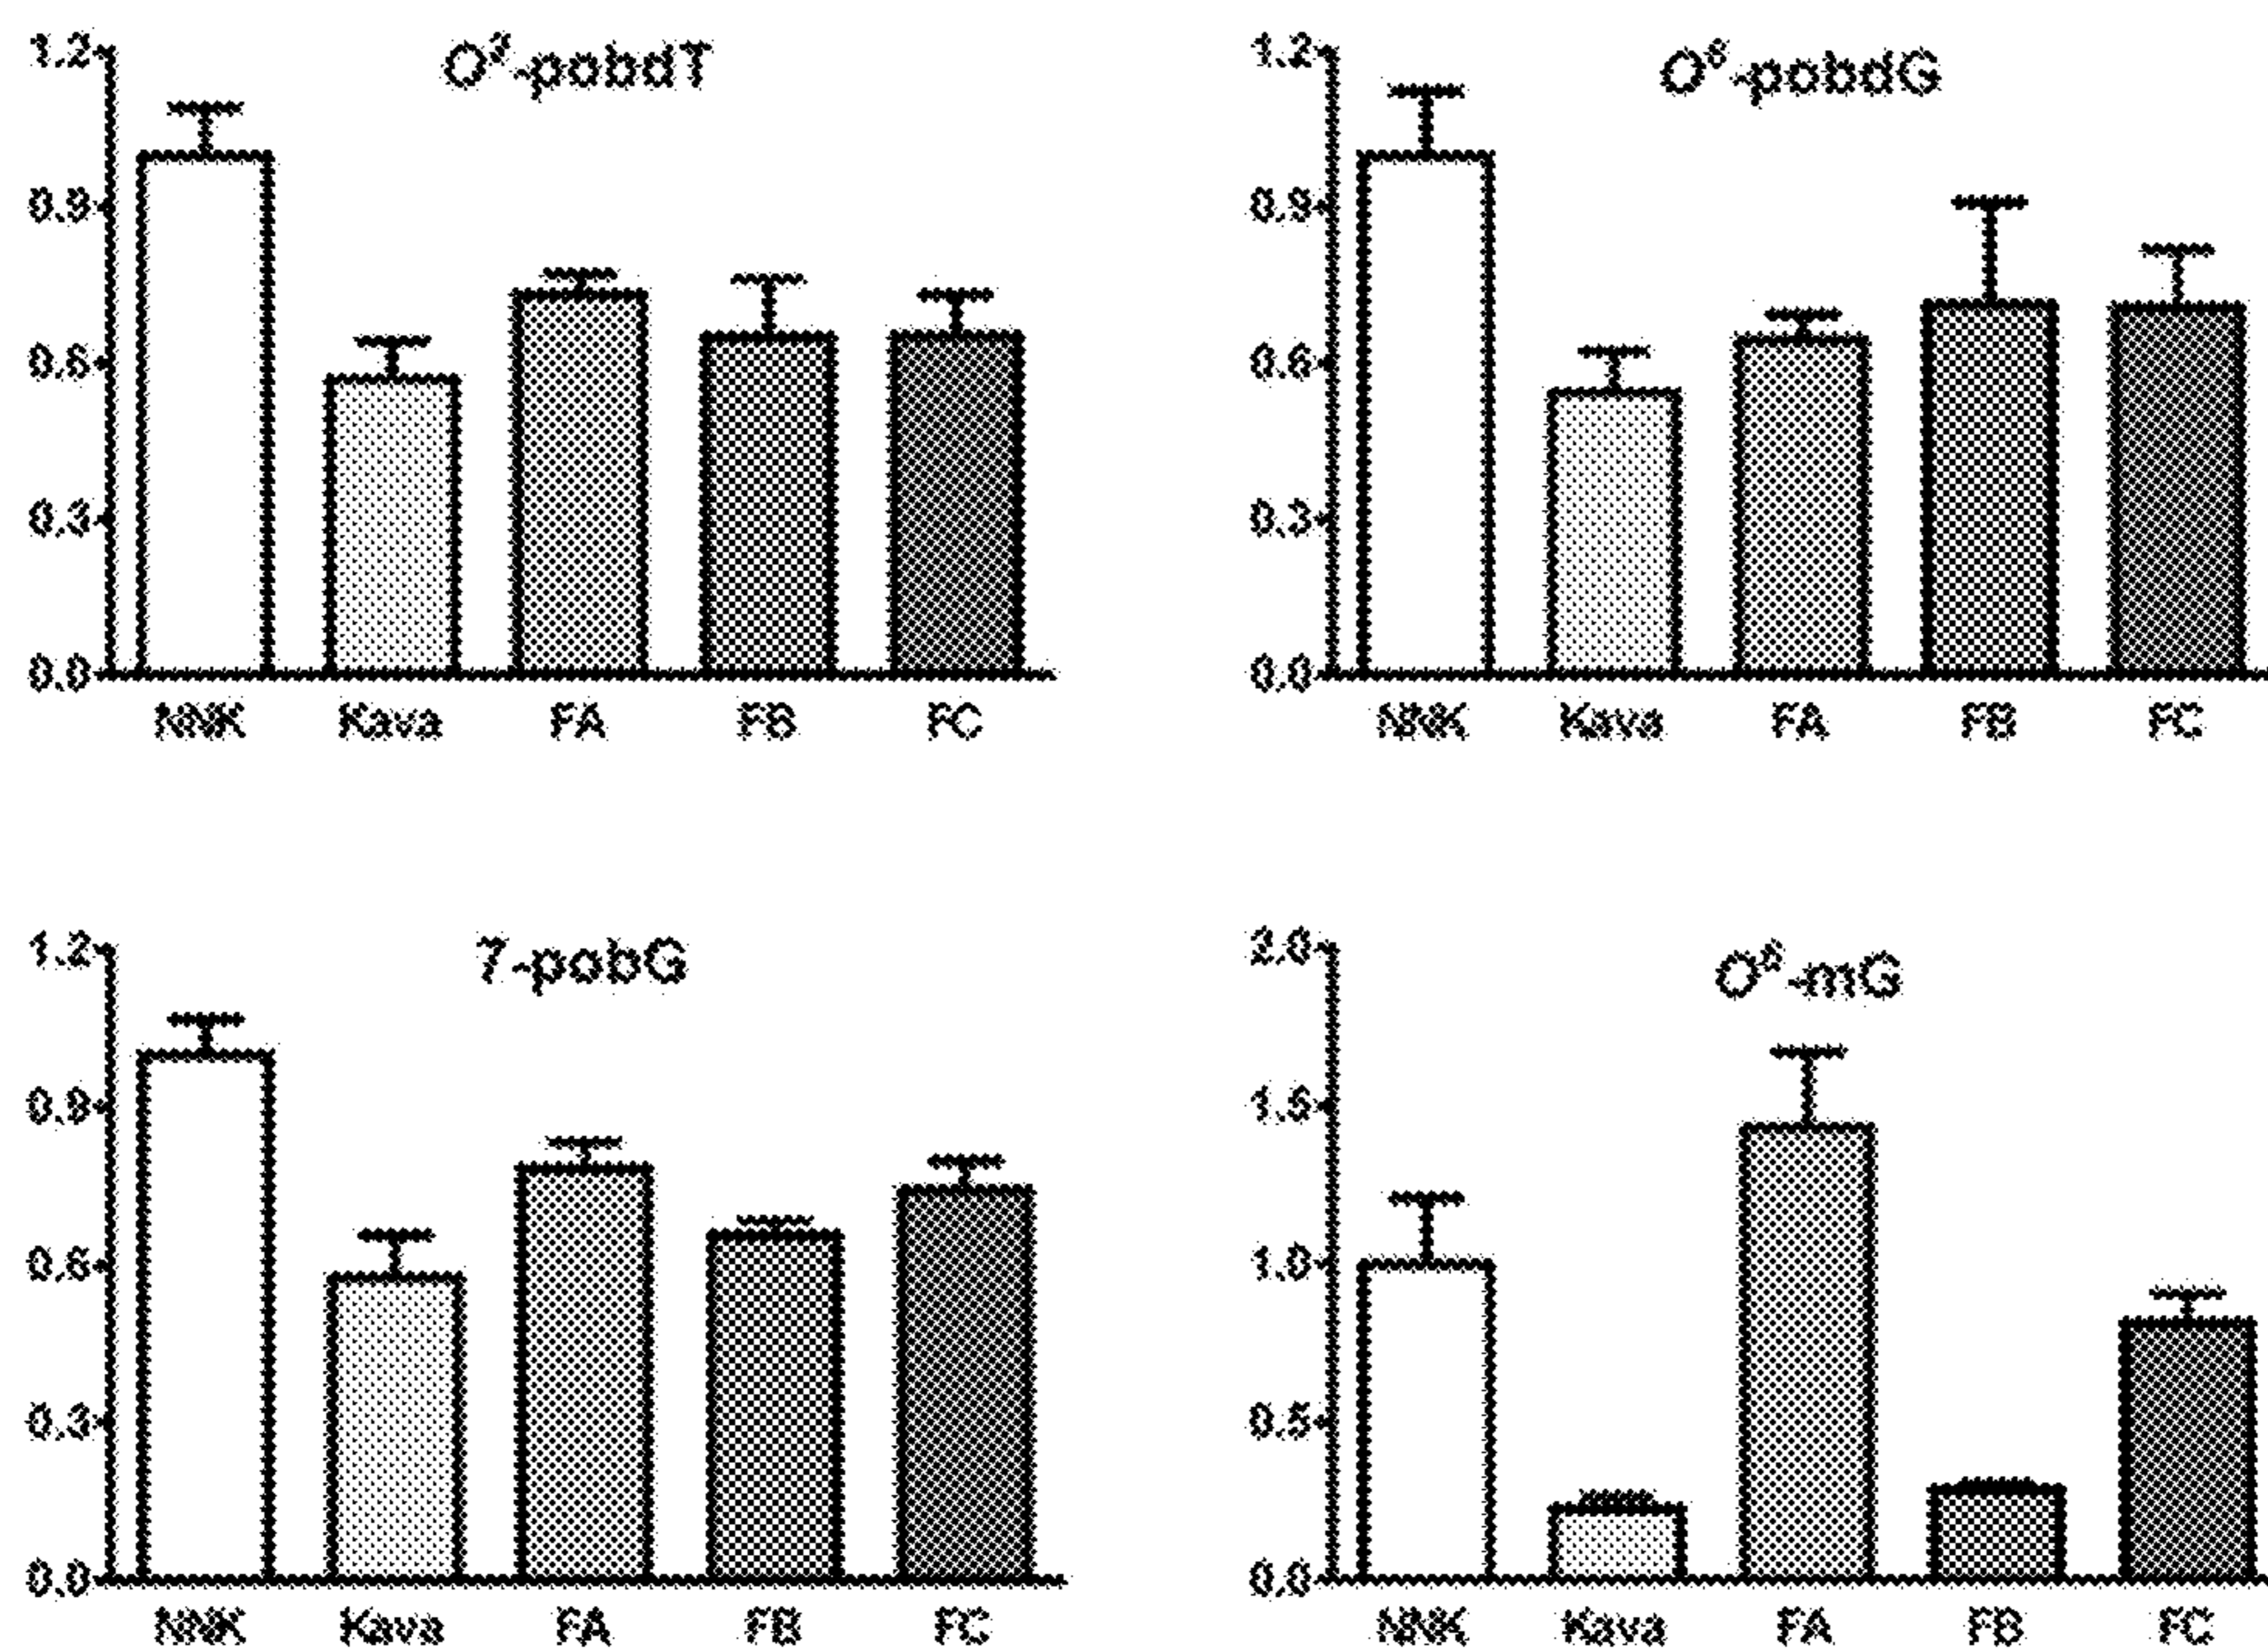 O²-pobdT
1.2
0.9
0.6
0.3
0.0
NNK Kava FA FB FC
O⁶-pobdG
1.2
0.9
0.6
0.3
0.0
NNK Kava FA FB FC
7-pobG
1.2
0.9
0.6
0.3
0.0
NNK Kava FA FB FC
O⁶-mG
2.0
1.5
1.0
0.5
0.0
NNK Kava FA FB FC